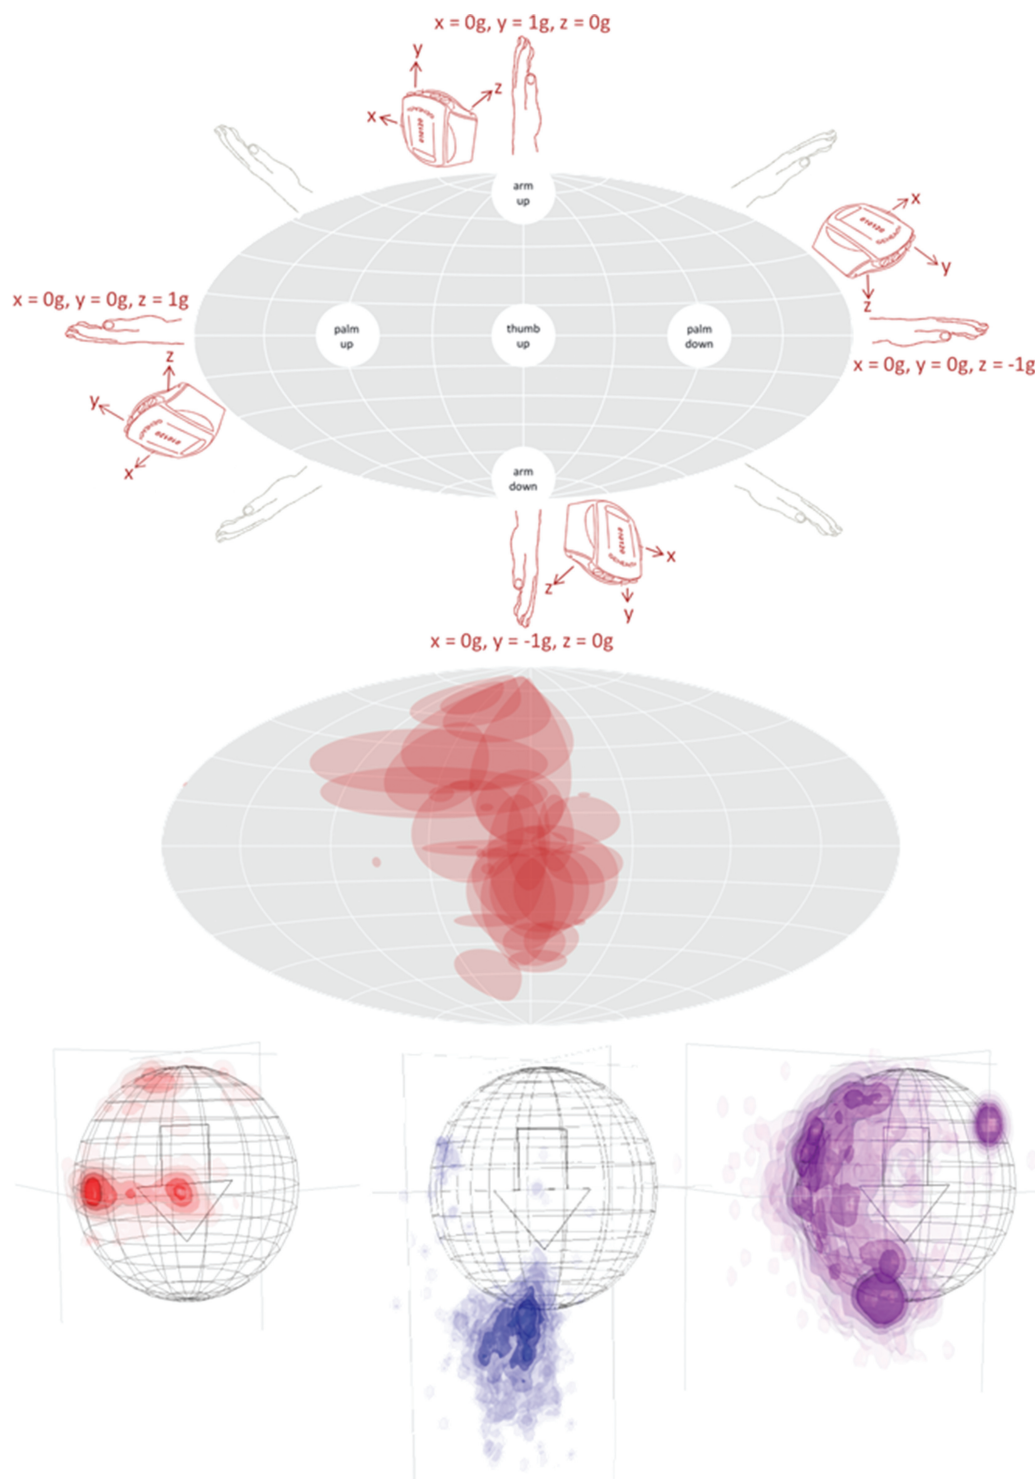 x = 0g, y = 1g, z = 0g
y
z
x
arm
up
x
y
z
x = 0g, y = 0g, z = 1g
palm
up
thumb
up
palm
down
x = 0g, y = 0g, z = -1g
z
y
x
arm
down
x
z
y
x = 0g, y = -1g, z = 0g